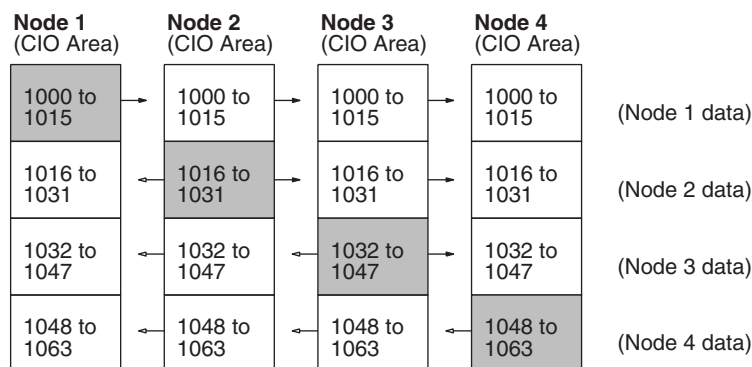 Node 1 Node 2 Node 3 Node 4
(CIO Area) (CIO Area) (CIO Area) (CIO Area)
1000 to 1000 to 1000 to 1000 to
1015 1015 1015 1015 (Node 1 data)
1016 to 1016 to 1016 to 1016 to
1031 1031 1031 1031 (Node 2 data)
1032 to 1032 to 1032 to 1032 to
1047 1047 1047 1047 (Node 3 data)
1048 to 1048 to 1048 to 1048 to
1063 1063 1063 1063 (Node 4 data)